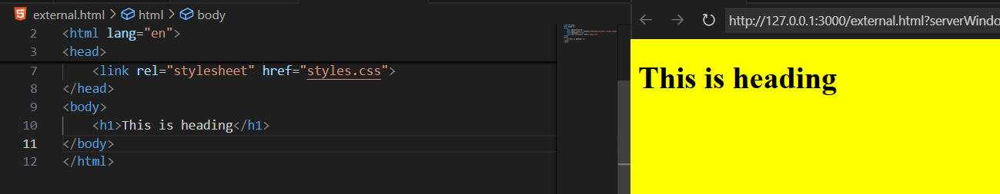 external.html > html > body
2 <html lang="en">
3 <head>
7 <link rel="stylesheet" href="styles.css">
8 </head>
9 <body>
10 <h1>This is heading</h1>
11 </body>
12 </html>
http://127.0.0.1:3000/external.html?serverWindo
This is heading